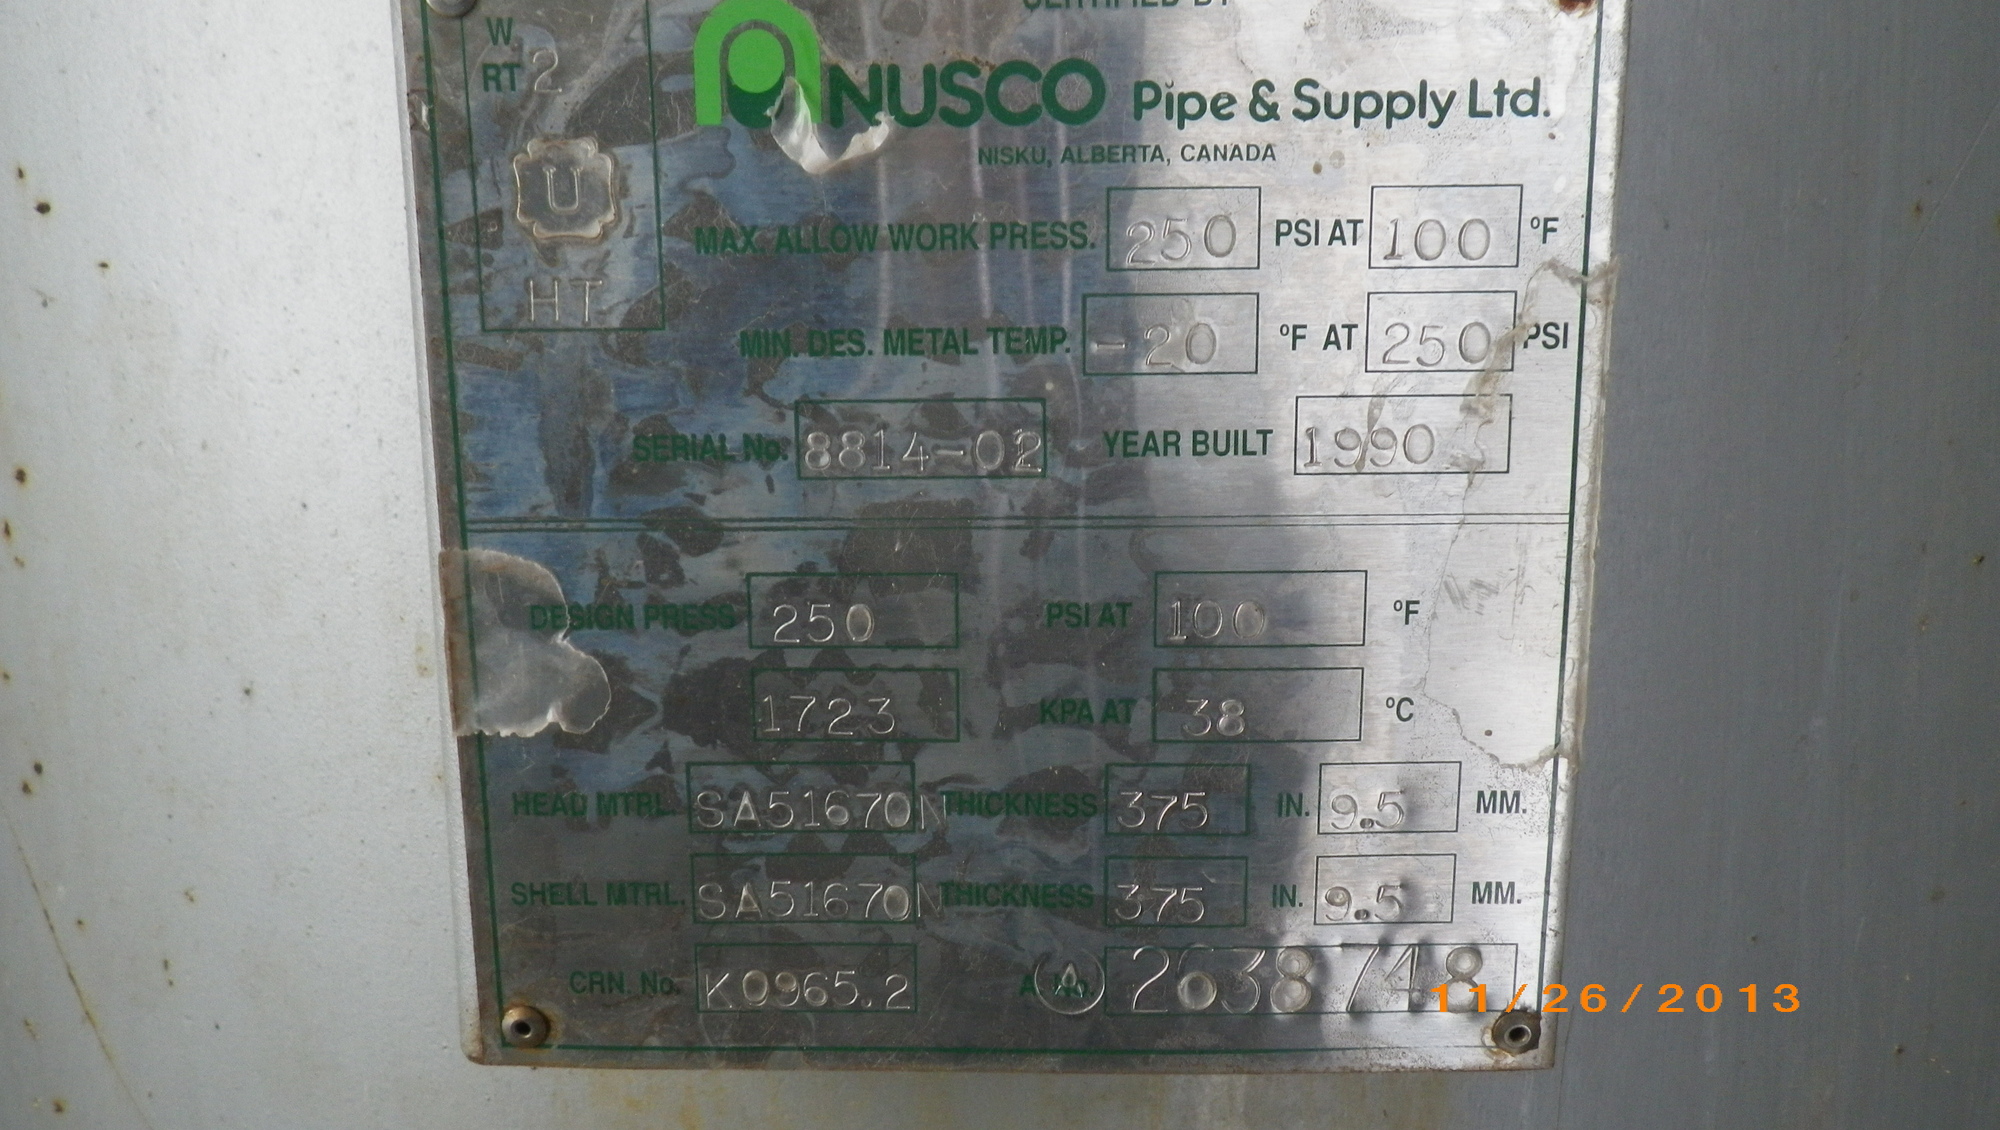 CERTIFIED BY
W.
RT 2
U
HT
NUSCO Pipe & Supply Ltd.
NISKU, ALBERTA, CANADA
MAX. ALLOW WORK PRESS. 250 PSI AT 100 °F
MIN. DES. METAL TEMP. -20 °F AT 250 PSI
SERIAL No. 8814-02 YEAR BUILT 1990
DESIGN PRESS 250 PSI AT 100 °F
1723 KPA AT 38 °C
HEAD MTRL. SA51670N THICKNESS 375 IN. 9.5 MM.
SHELL MTRL. SA51670N THICKNESS 375 IN. 9.5 MM.
CRN. No. K0965.2 A No. 2638748
11/26/2013